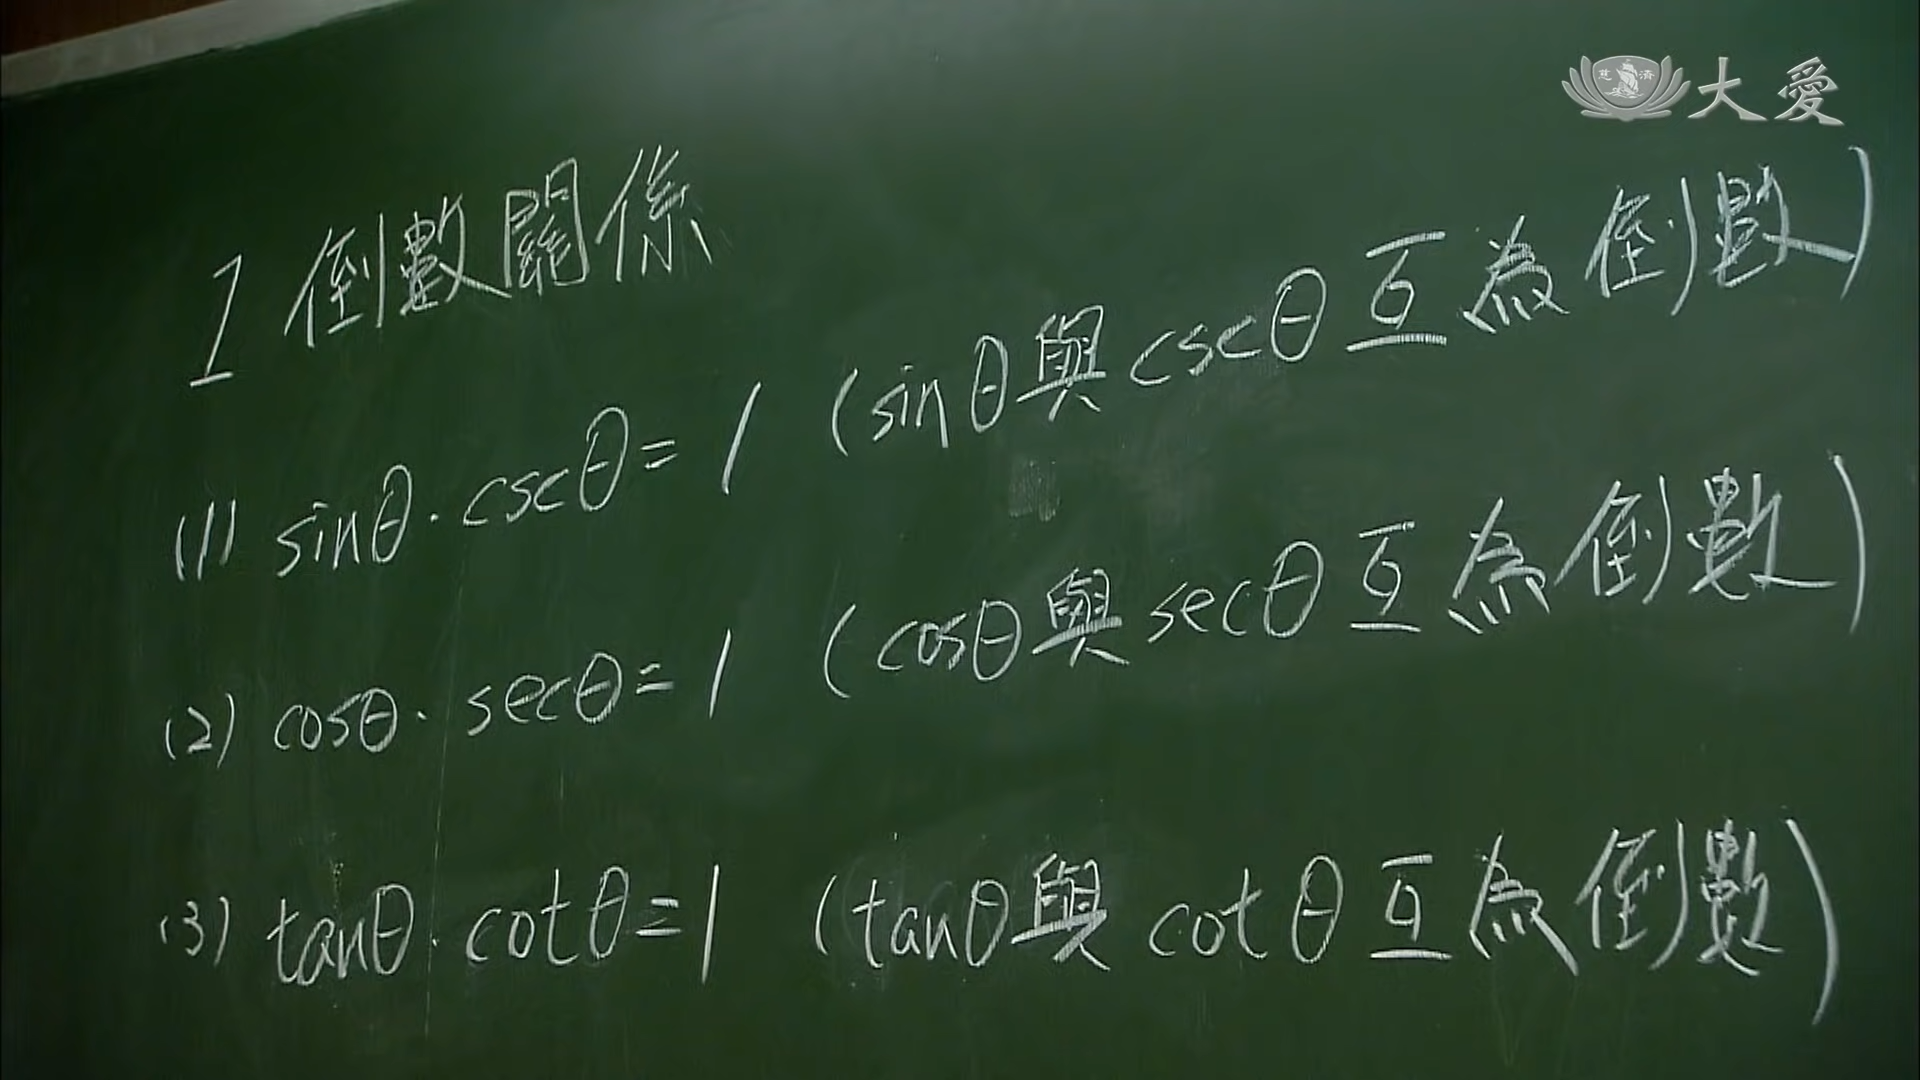 慈濟 大愛
I 倒數關係
(1) sinθ·cscθ=1 (sinθ與cscθ互為倒數)
(2) cosθ·secθ=1 (cosθ與secθ互為倒數)
(3) tanθ·cotθ=1 (tanθ與cotθ互為倒數)